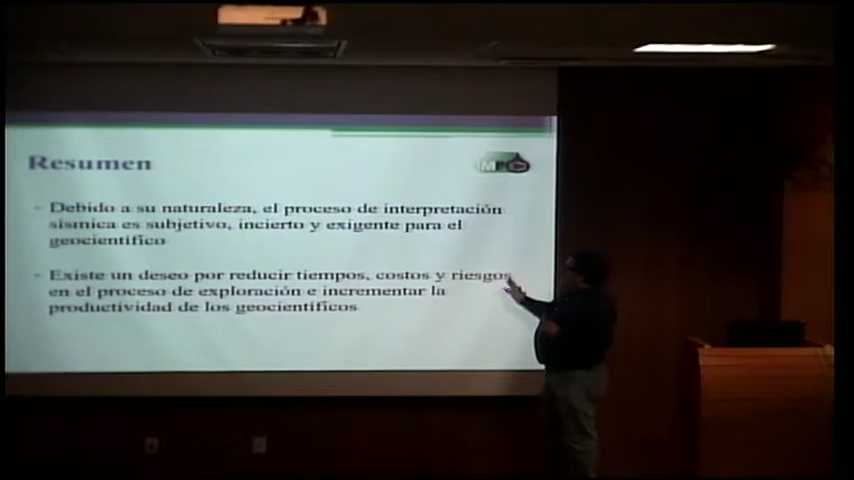 Resumen
IMP
- Debido a su naturaleza, el proceso de interpretación
sísmica es subjetivo, incierto y exigente para el
geocientífico
- Existe un deseo por reducir tiempos, costos y riesgos
en el proceso de exploración e incrementar la
productividad de los geocientíficos